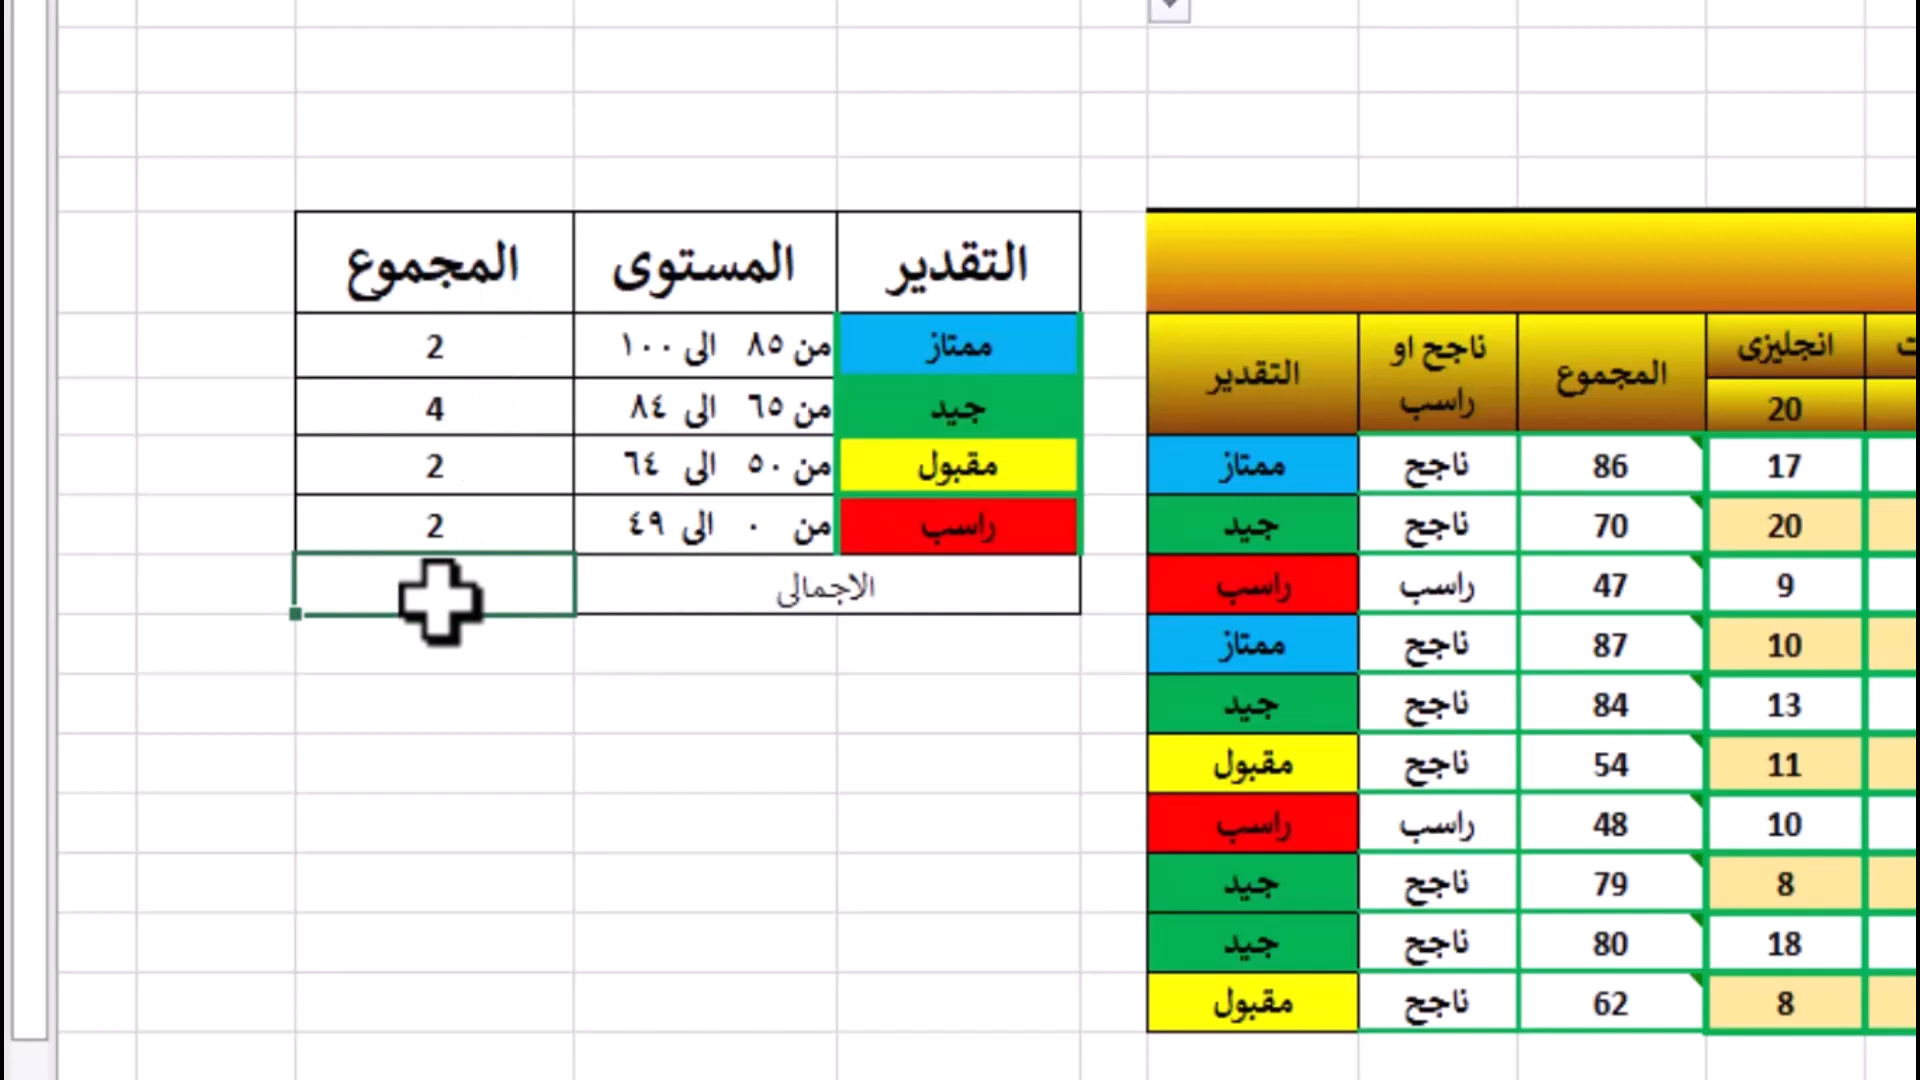 التقدير المستوى المجموع
ممتاز من ٨٥ الى ١٠٠ 2
جيد من ٦٥ الى ٨٤ 4
مقبول من ٥٠ الى ٦٤ 2
راسب من ٠ الى ٤٩ 2
الاجمالى
انجليزى المجموع ناجح او راسب التقدير
20
17 86 ناجح ممتاز
20 70 ناجح جيد
9 47 راسب راسب
10 87 ناجح ممتاز
13 84 ناجح جيد
11 54 ناجح مقبول
10 48 راسب راسب
8 79 ناجح جيد
18 80 ناجح جيد
8 62 ناجح مقبول